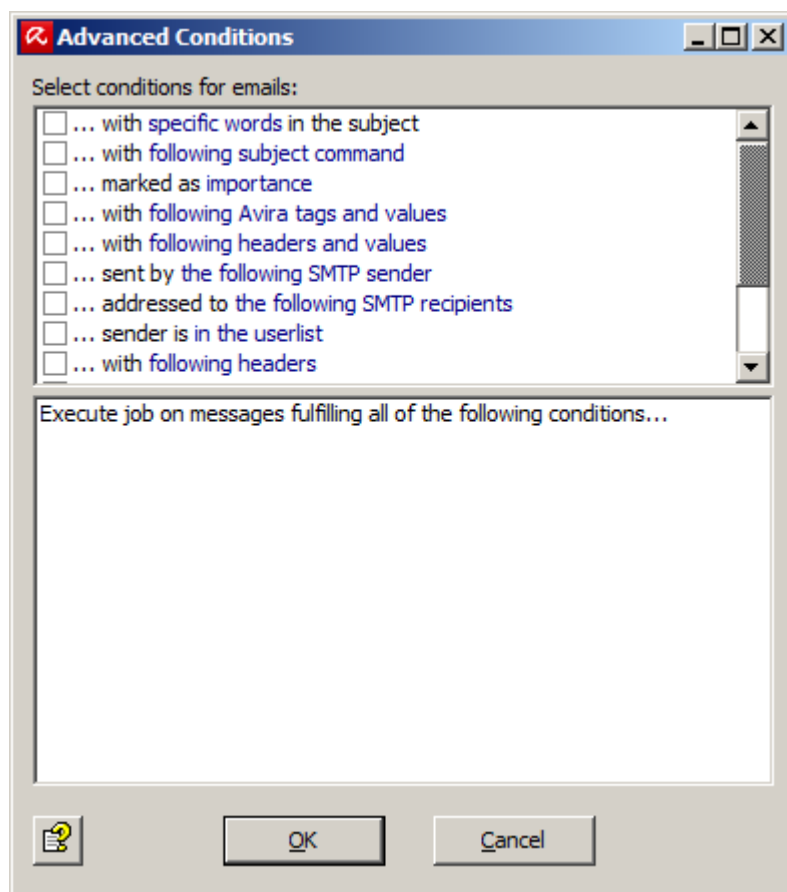 Advanced Conditions
Select conditions for emails:
... with specific words in the subject
... with following subject command
... marked as importance
... with following Avira tags and values
... with following headers and values
... sent by the following SMTP sender
... addressed to the following SMTP recipients
... sender is in the userlist
... with following headers
Execute job on messages fulfilling all of the following conditions...
OK
Cancel